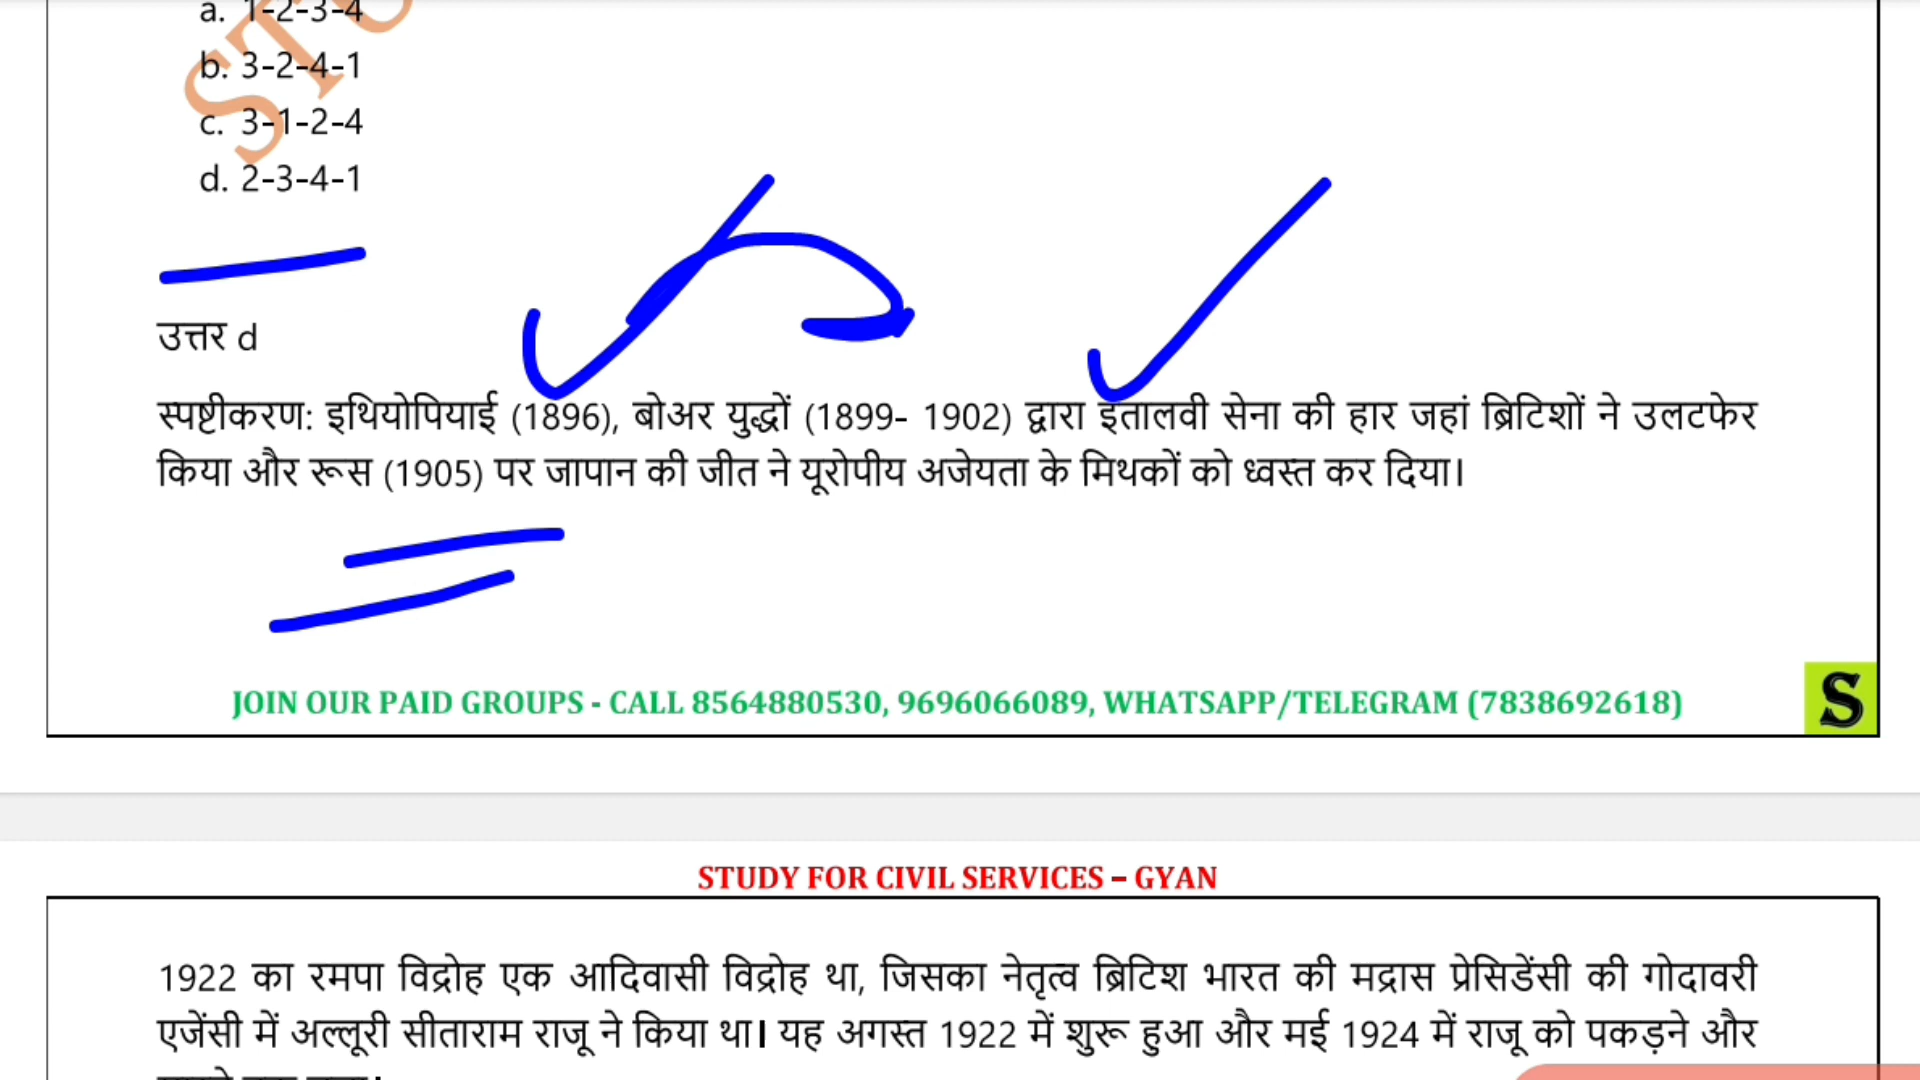 a. 1-2-3-4
b. 3-2-4-1
c. 3-1-2-4
d. 2-3-4-1
उत्तर d
स्पष्टीकरण: इथियोपियाई (1896), बोअर युद्धों (1899- 1902) द्वारा इतालवी सेना की हार जहां ब्रिटिशों ने उलटफेर
किया और रूस (1905) पर जापान की जीत ने यूरोपीय अजेयता के मिथकों को ध्वस्त कर दिया।
JOIN OUR PAID GROUPS - CALL 8564880530, 9696066089, WHATSAPP/TELEGRAM (7838692618)
S
STUDY FOR CIVIL SERVICES – GYAN
1922 का रमपा विद्रोह एक आदिवासी विद्रोह था, जिसका नेतृत्व ब्रिटिश भारत की मद्रास प्रेसिडेंसी की गोदावरी
एजेंसी में अल्लूरी सीताराम राजू ने किया था। यह अगस्त 1922 में शुरू हुआ और मई 1924 में राजू को पकड़ने और